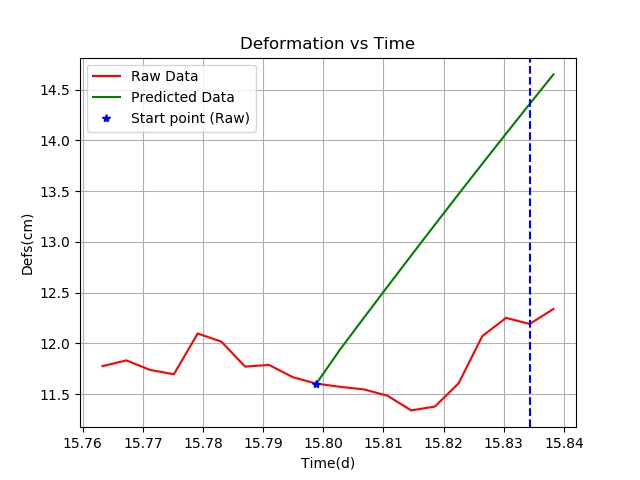 Deformation vs Time
Raw Data
Predicted Data
Start point (Raw)
Defs(cm)
14.5
14.0
13.5
13.0
12.5
12.0
11.5
15.76 15.77 15.78 15.79 15.80 15.81 15.82 15.83 15.84
Time(d)